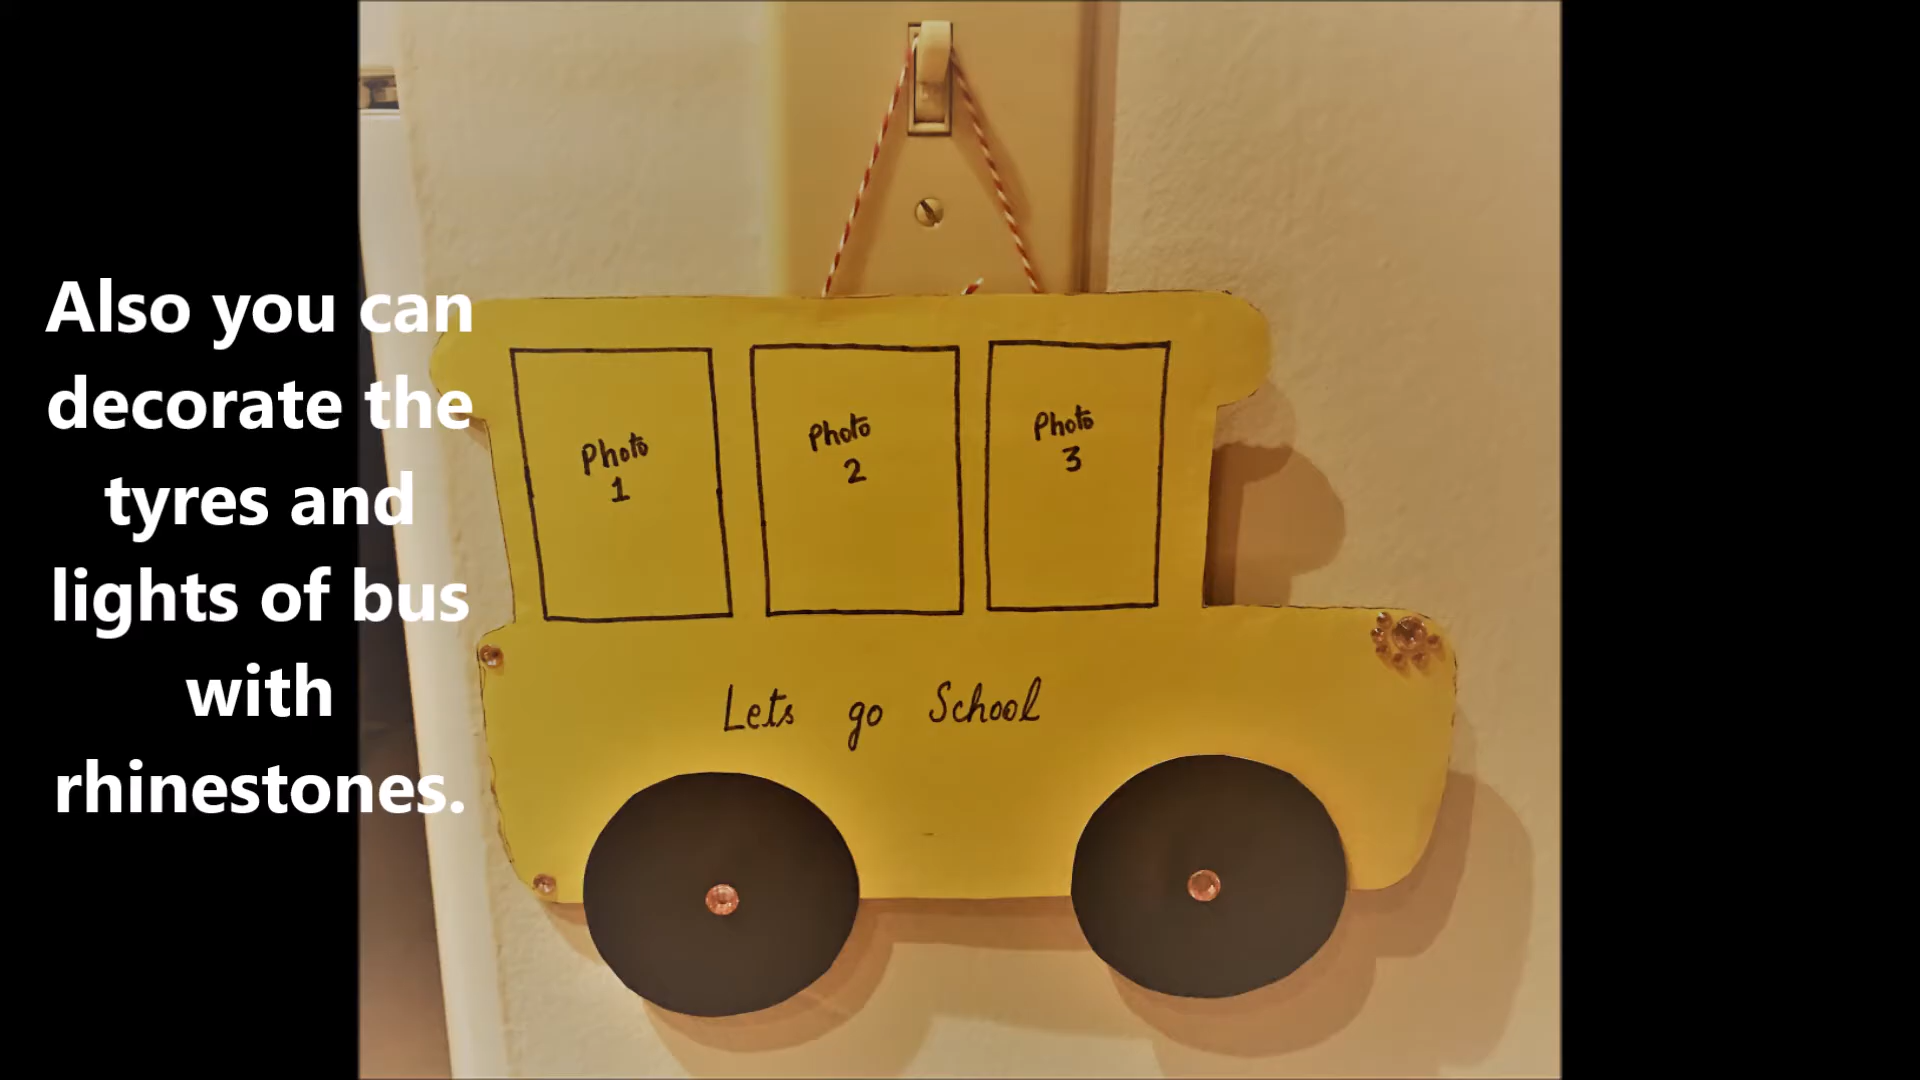 Also you can
decorate the
tyres and
lights of bus
with
rhinestones.
Photo
1
Photo
2
Photo
3
Lets go School